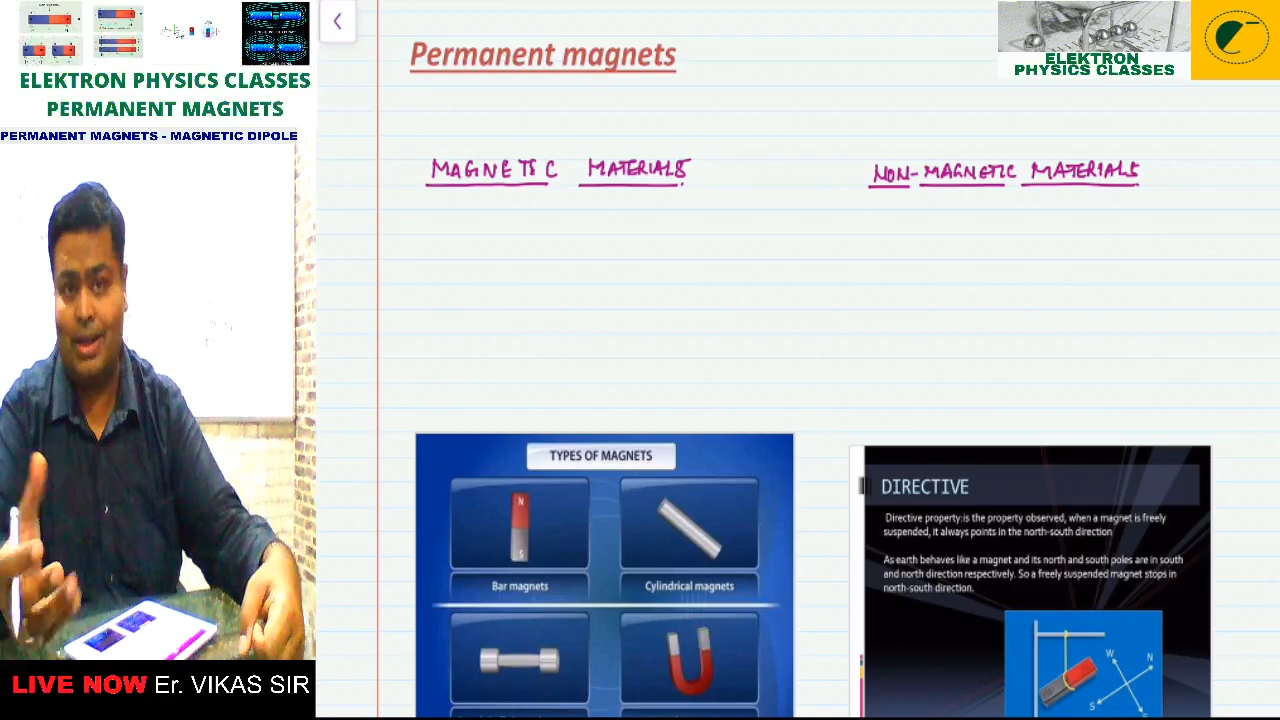 ELEKTRON PHYSICS CLASSES
PERMANENT MAGNETS
PERMANENT MAGNETS - MAGNETIC DIPOLE
LIVE NOW Er. VIKAS SIR
Permanent magnets
ELEKTRON
PHYSICS CLASSES
MAGNETIC MATERIALS
NON-MAGNETIC MATERIALS
TYPES OF MAGNETS
N
S
Bar magnets
Cylindrical magnets
DIRECTIVE
Directive property:is the property observed, when a magnet is freely
suspended, it always points in the north-south direction
As earth behaves like a magnet and its north and south poles are in south
and north direction respectively. So a freely suspended magnet stops in
north-south direction.
W
N
S